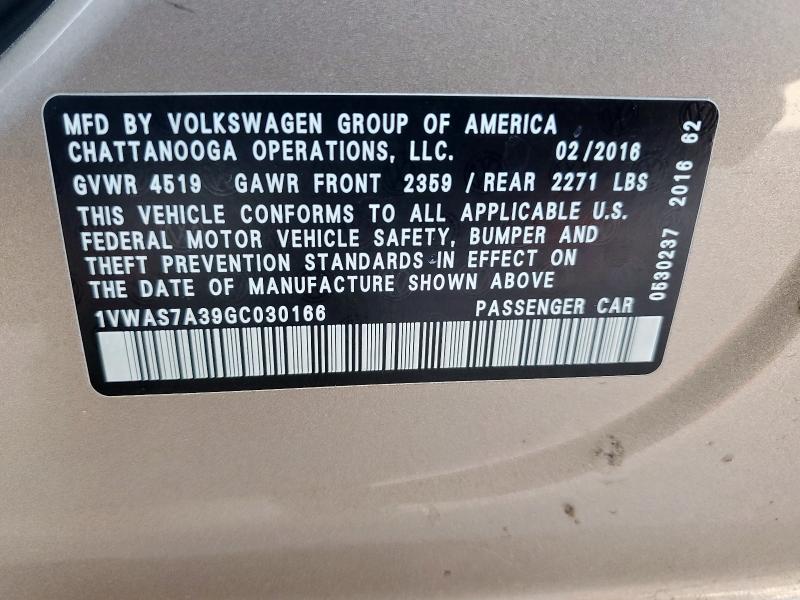 MFD BY VOLKSWAGEN GROUP OF AMERICA
CHATTANOOGA OPERATIONS, LLC. 02/2016
GVWR 4519 GAWR FRONT 2359 / REAR 2271 LBS
THIS VEHICLE CONFORMS TO ALL APPLICABLE U.S.
FEDERAL MOTOR VEHICLE SAFETY, BUMPER AND
THEFT PREVENTION STANDARDS IN EFFECT ON
THE DATE OF MANUFACTURE SHOWN ABOVE
1VWAS7A39GC030166 PASSENGER CAR
0530237 2016 62